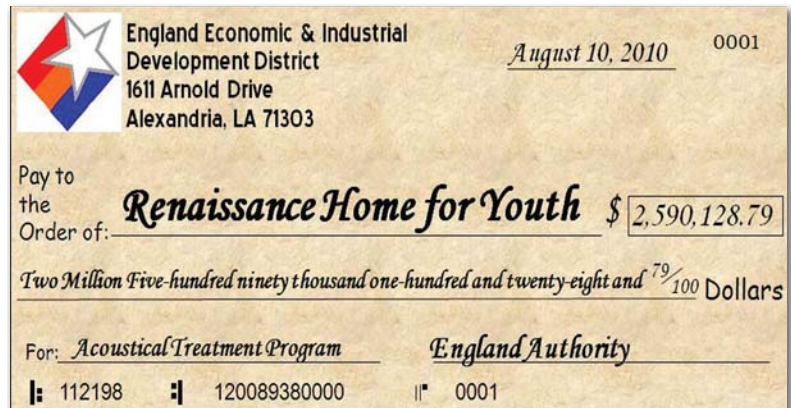 England Economic & Industrial
Development District
1611 Arnold Drive
Alexandria, LA 71303
August 10, 2010
0001
Pay to
the
Order of:
Renaissance Home for Youth
$ 2,590,128.79
Two Million Five-hundred ninety thousand one-hundred and twenty-eight and 79/100 Dollars
For: Acoustical Treatment Program
England Authority
⑆ 112198 ⑆ 120089380000 ⑈ 0001